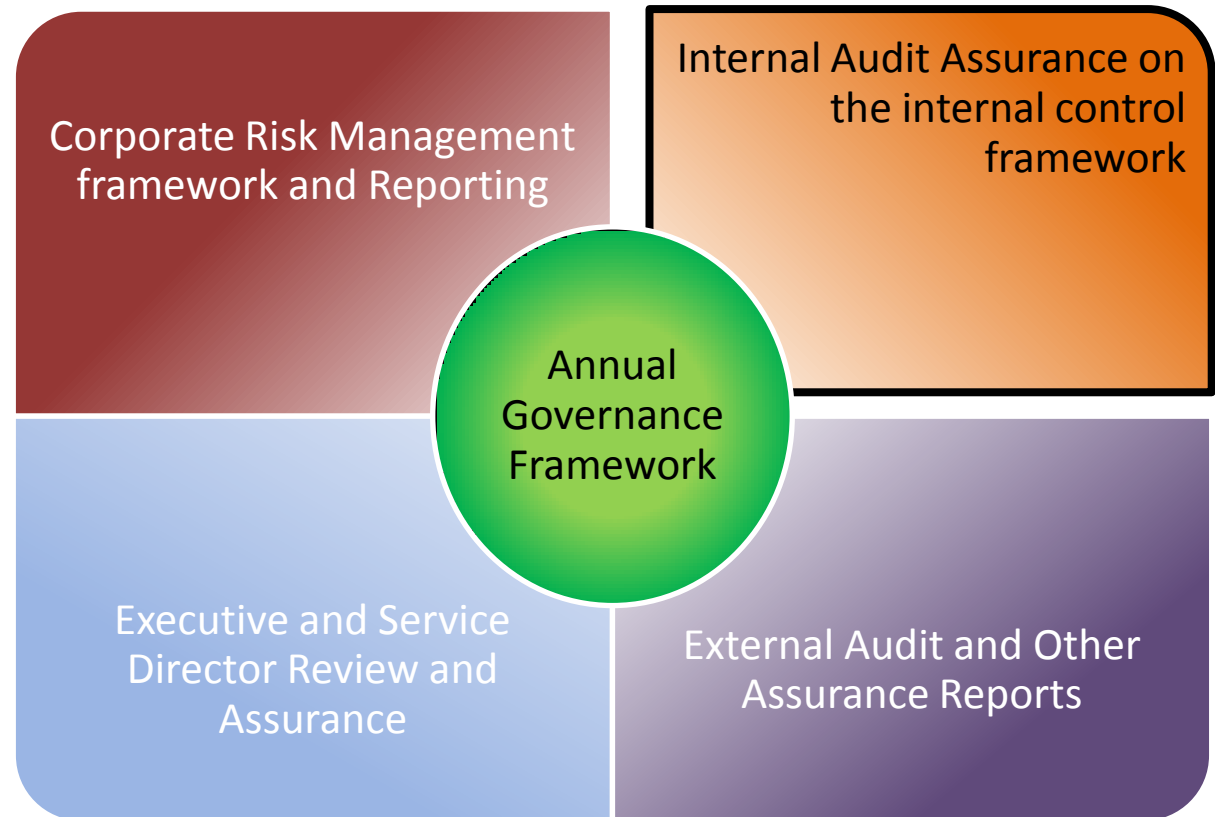 Corporate Risk Management
framework and Reporting
Internal Audit Assurance on
the internal control
framework
Annual
Governance
Framework
Executive and Service
Director Review and
Assurance
External Audit and Other
Assurance Reports